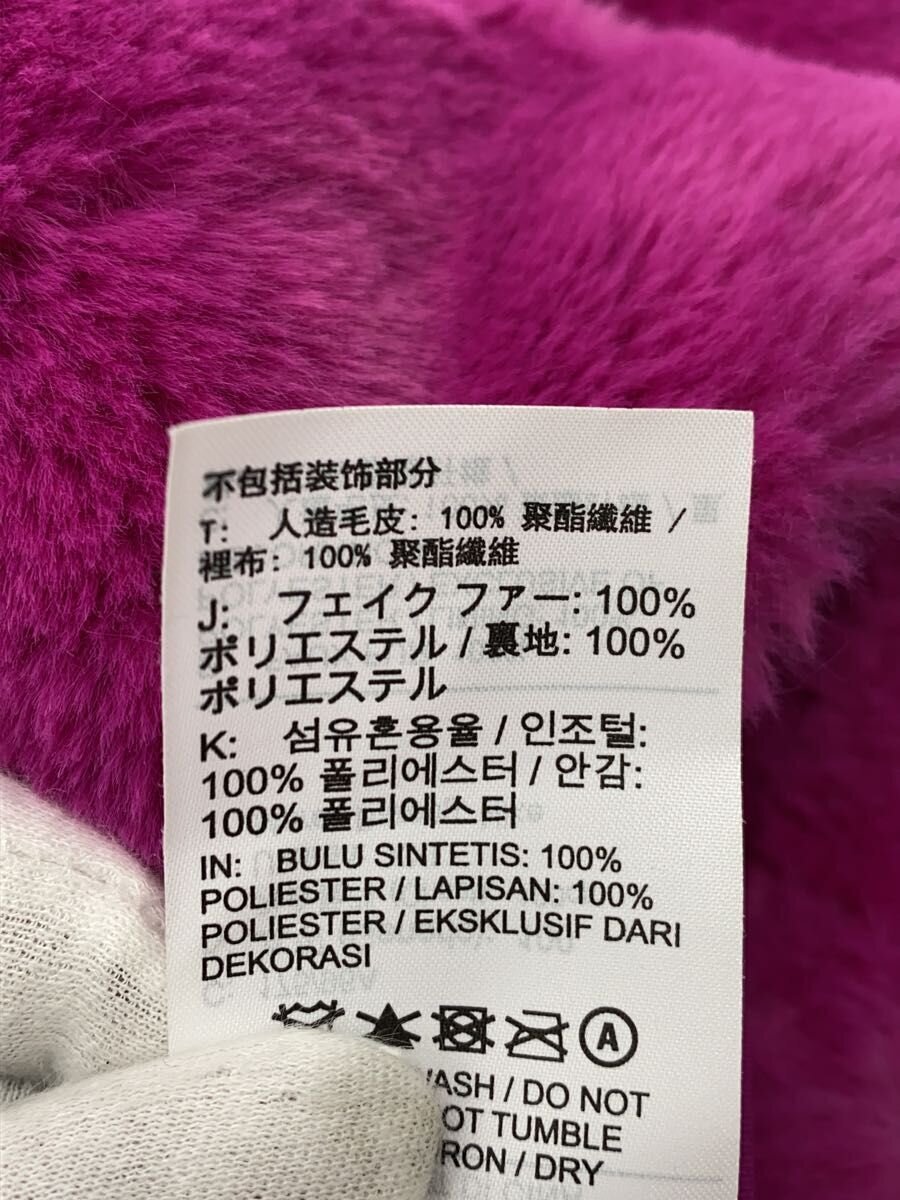 不包括装饰部分
T: 人造毛皮: 100% 聚酯纖維 /
裡布: 100% 聚酯纖維
J: フェイク ファー: 100%
ポリエステル / 裏地: 100%
ポリエステル
K: 섬유혼용율 / 인조털:
100% 폴리에스터 / 안감:
100% 폴리에스터
IN: BULU SINTETIS: 100%
POLIESTER / LAPISAN: 100%
POLIESTER / EKSKLUSIF DARI
DEKORASI
A
/ DO NOT
TUMBLE
/ DRY